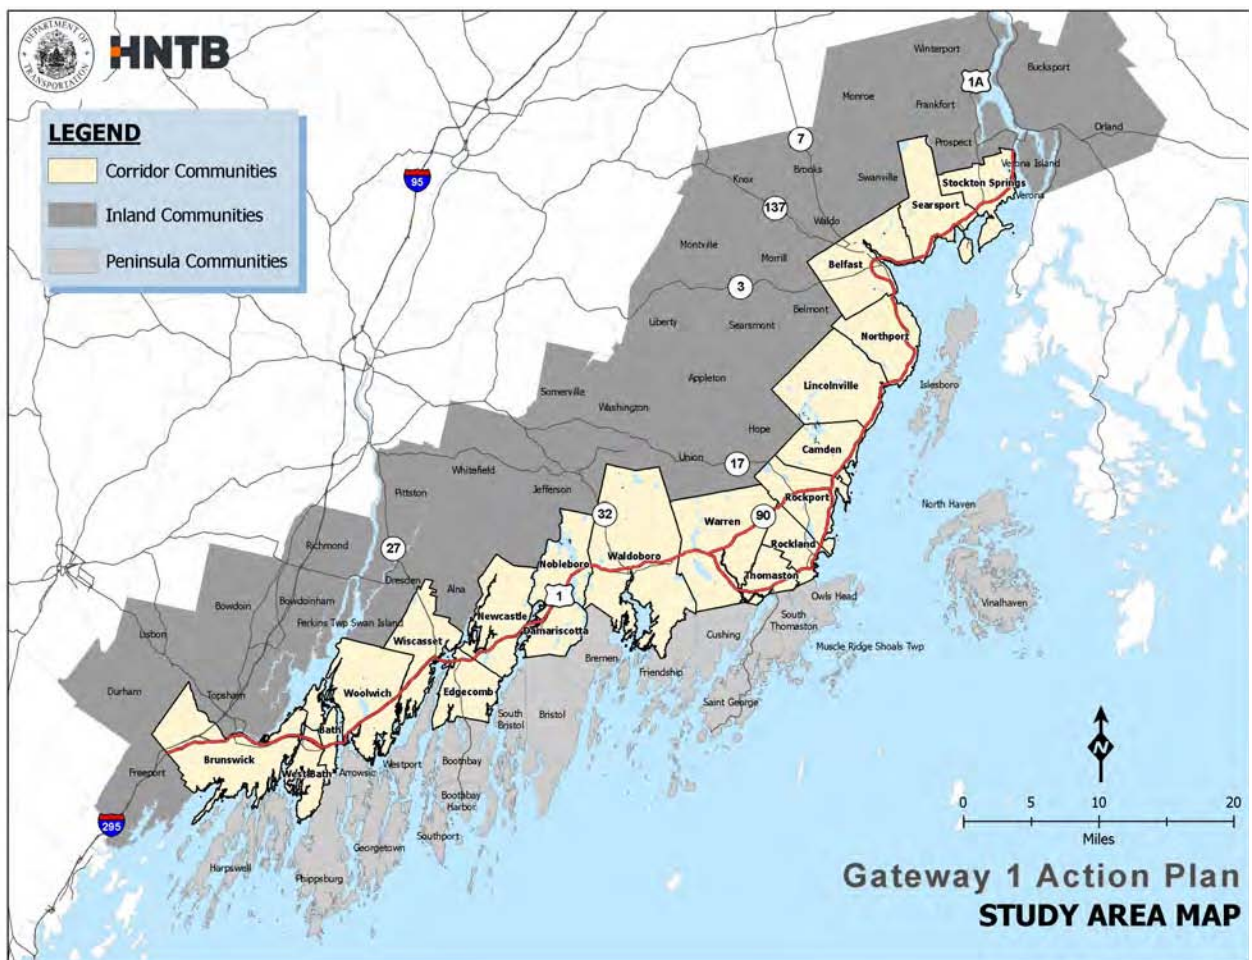 DEPARTMENT OF
TRANSPORTATION
HNTB
LEGEND
Corridor Communities
Inland Communities
Peninsula Communities
Winterport
Bucksport
1A
Monroe
Frankfort
Orland
7
Prospect
95
Brooks
Verona Island
Knox
Swanville
Stockton Springs
Verona
137
Searsport
Waldo
Montville
Morrill
Belfast
3
Belmont
Liberty
Searsmont
Northport
Appleton
Islesboro
Somerville
Lincolnville
Washington
Hope
Camden
Union
17
Whitefield
Jefferson
Pittston
Rockport
North Haven
32
Warren
90
Richmond
Rockland
27
Waldoboro
Nobleboro
Thomaston
Dresden
Alna
1
Owls Head
Vinalhaven
Bowdoin
Bowdoinham
Newcastle
South
Thomaston
Perkins Twp Swan Island
Damariscotta
Cushing
Lisbon
Wiscasset
Muscle Ridge Shoals Twp
Bremen
Friendship
Durham
Topsham
Woolwich
Edgecomb
Saint George
South
Bristol
Bristol
Bath
Brunswick
Boothbay
Westport
Freeport
West Bath
Arrowsic
Boothbay
Harbor
N
295
Southport
0 5 10 20
Miles
Georgetown
Harpswell
Phippsburg
Gateway 1 Action Plan
STUDY AREA MAP